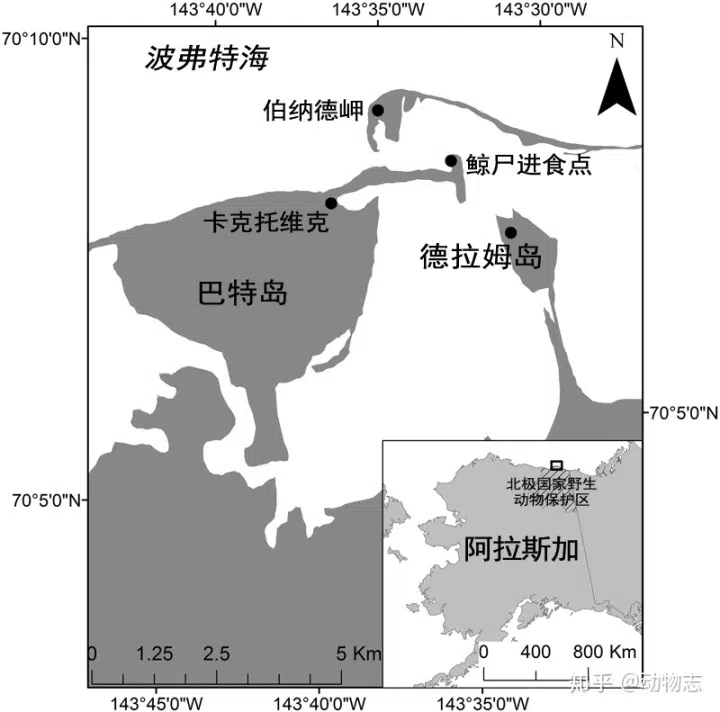 143°40'0"W 143°35'0"W 143°30'0"W
70°10'0"N
波弗特海
N
伯纳德岬
鲸尸进食点
卡克托维克
德拉姆岛
巴特岛
70°5'0"N
70°5'0"N
北极国家野生
动物保护区
阿拉斯加
0 1.25 2.5 5 Km
0 400 800 Km
知乎 @动物志
143°45'0"W 143°40'0"W 143°35'0"W